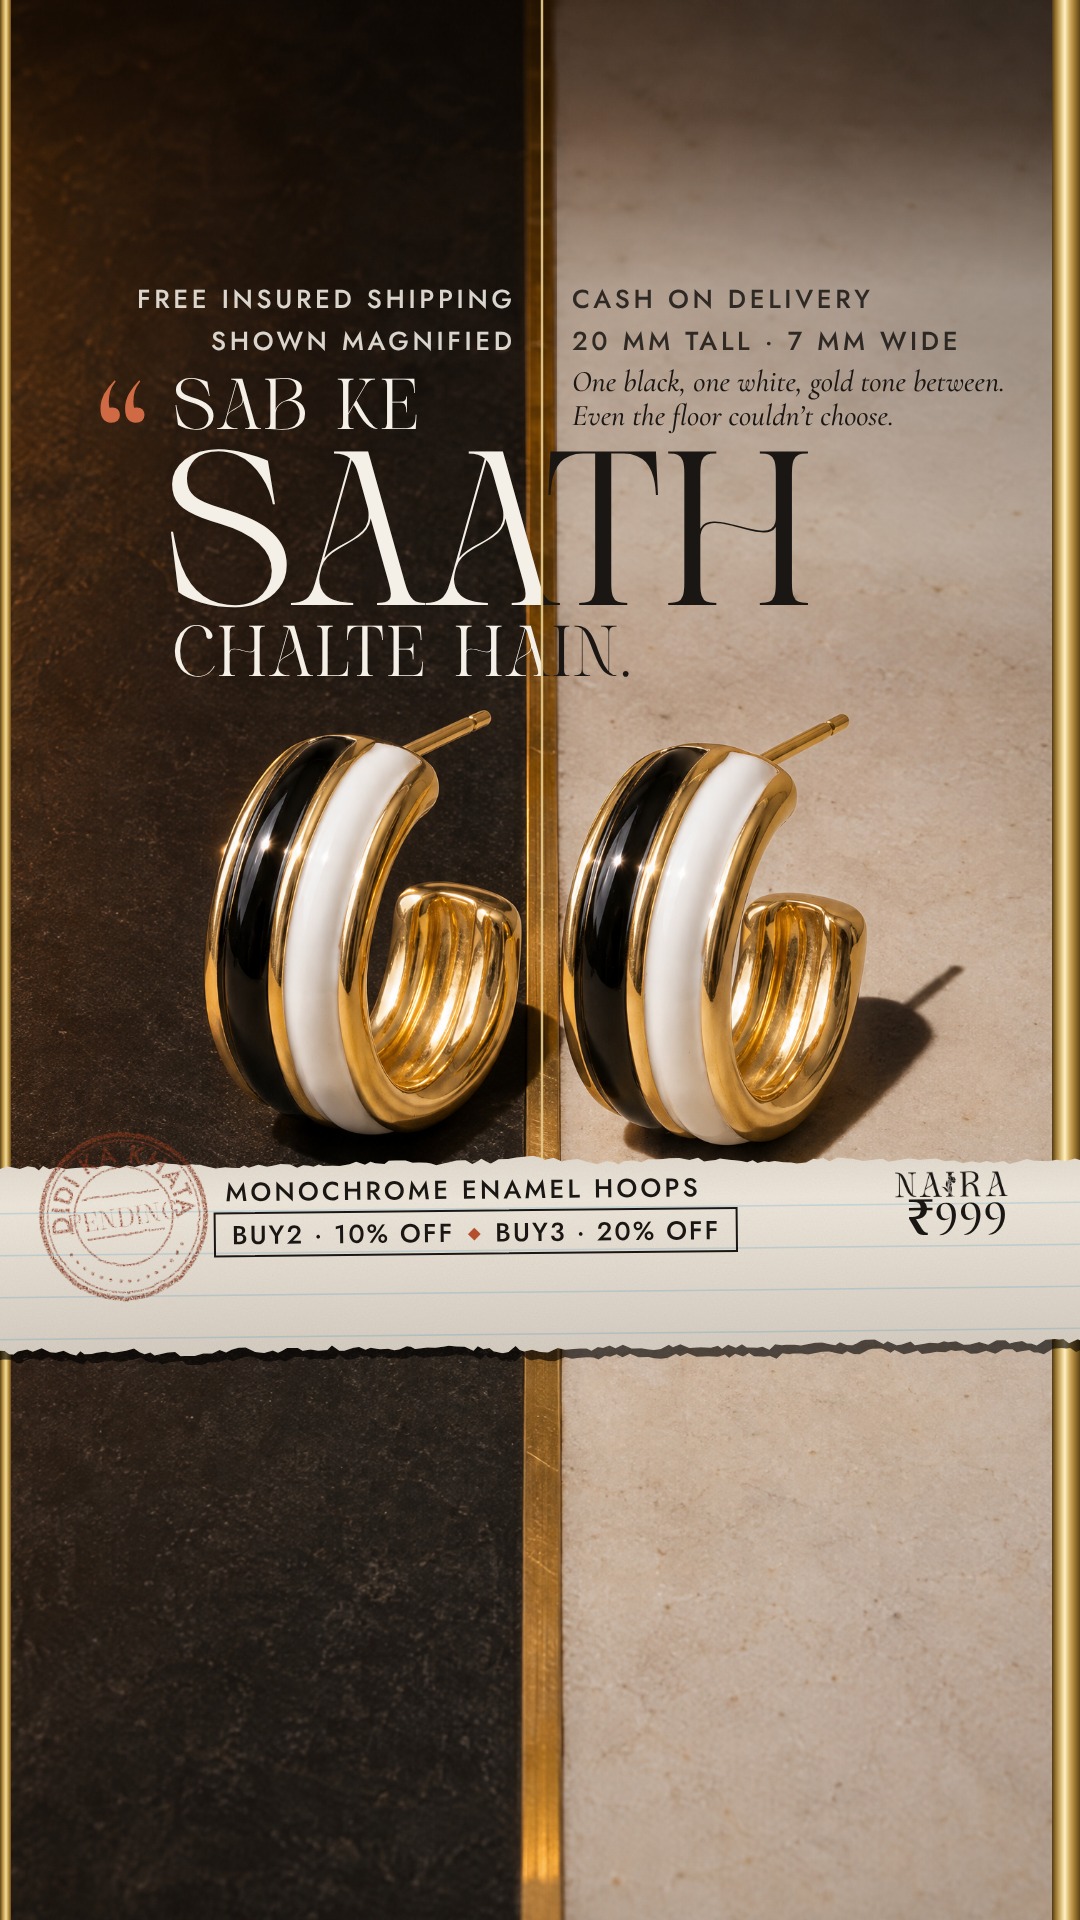 FREE INSURED SHIPPING
SHOWN MAGNIFIED
CASH ON DELIVERY
20 MM TALL · 7 MM WIDE
One black, one white, gold tone between.
Even the floor couldn't choose.
“ SAB KE
SAATH
CHALTE HAIN.
DIDI KA KHATA
PENDING
MONOCHROME ENAMEL HOOPS
BUY2 · 10% OFF ◆ BUY3 · 20% OFF
NAIRA
₹999